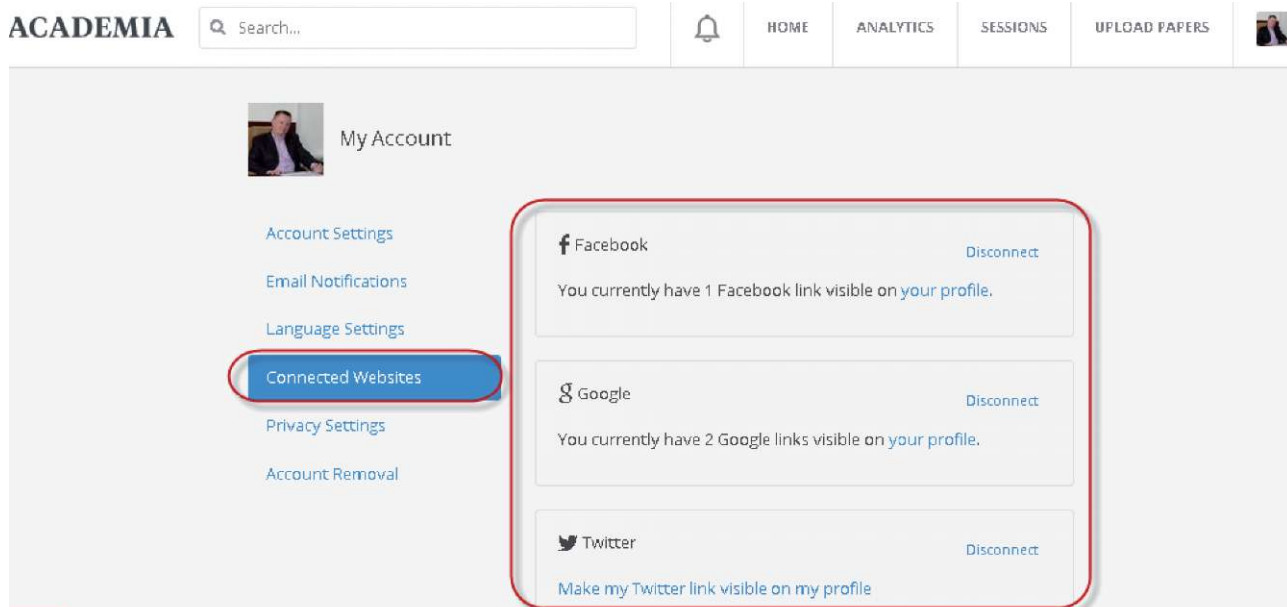 ACADEMIA
Search...
HOME
ANALYTICS
SESSIONS
UPLOAD PAPERS
My Account
Account Settings
Email Notifications
Language Settings
Connected Websites
Privacy Settings
Account Removal
Facebook
Disconnect
You currently have 1 Facebook link visible on your profile.
Google
Disconnect
You currently have 2 Google links visible on your profile.
Twitter
Disconnect
Make my Twitter link visible on my profile